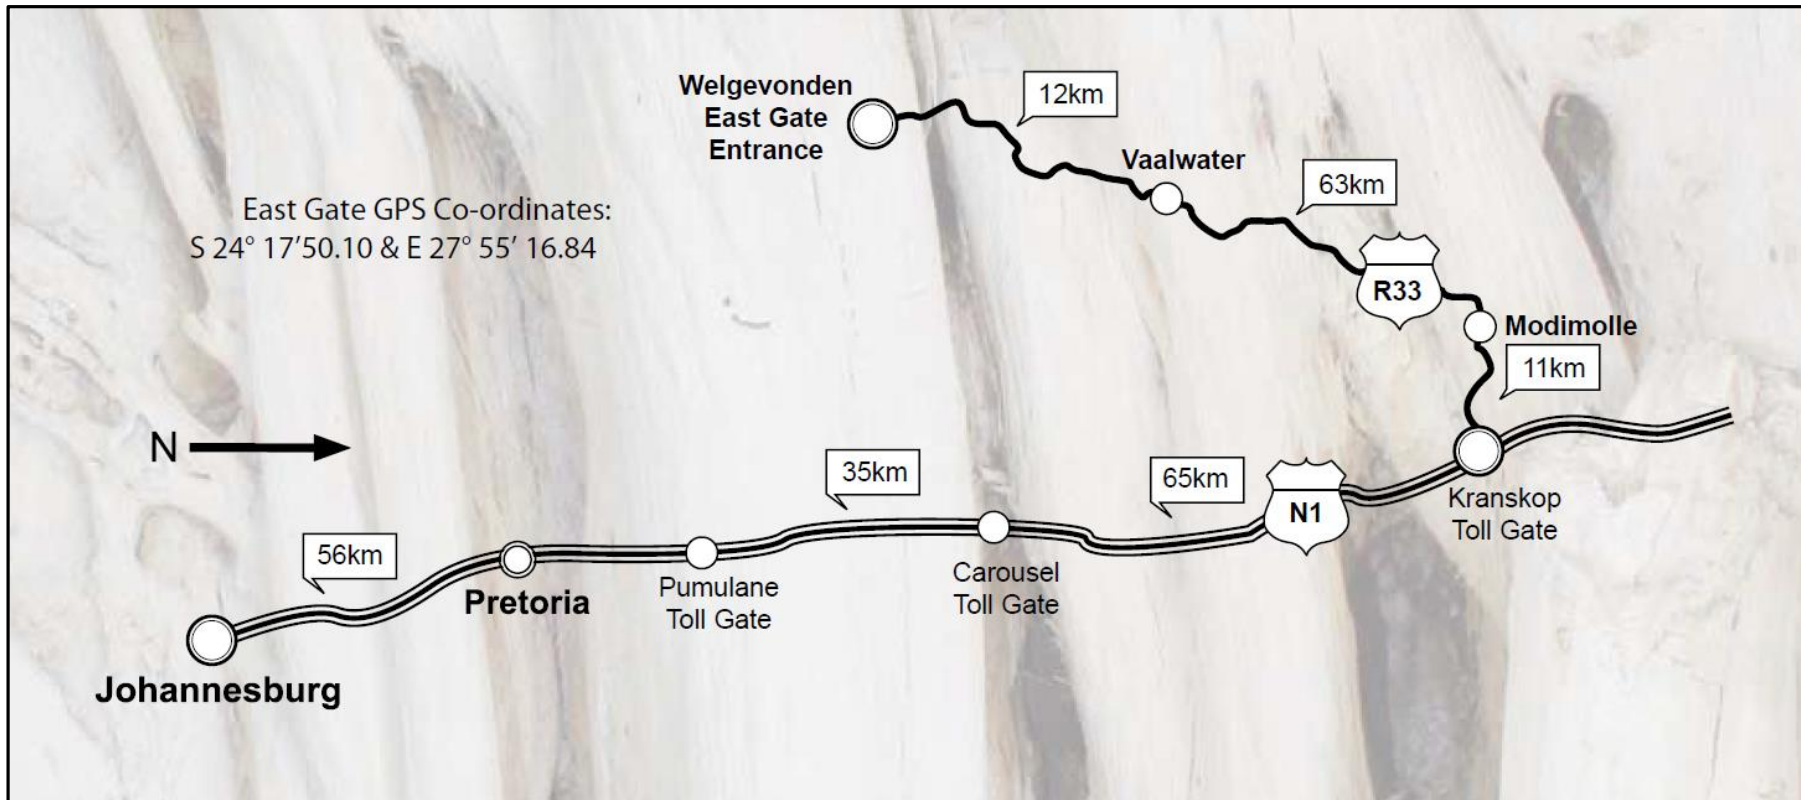 Welgevonden
East Gate
Entrance
12km
Vaalwater
63km
East Gate GPS Co-ordinates:
S 24° 17’50.10 & E 27° 55’ 16.84
R33
Modimolle
11km
N
35km
65km
N1
Kranskop
Toll Gate
56km
Pretoria
Pumulane
Toll Gate
Carousel
Toll Gate
Johannesburg